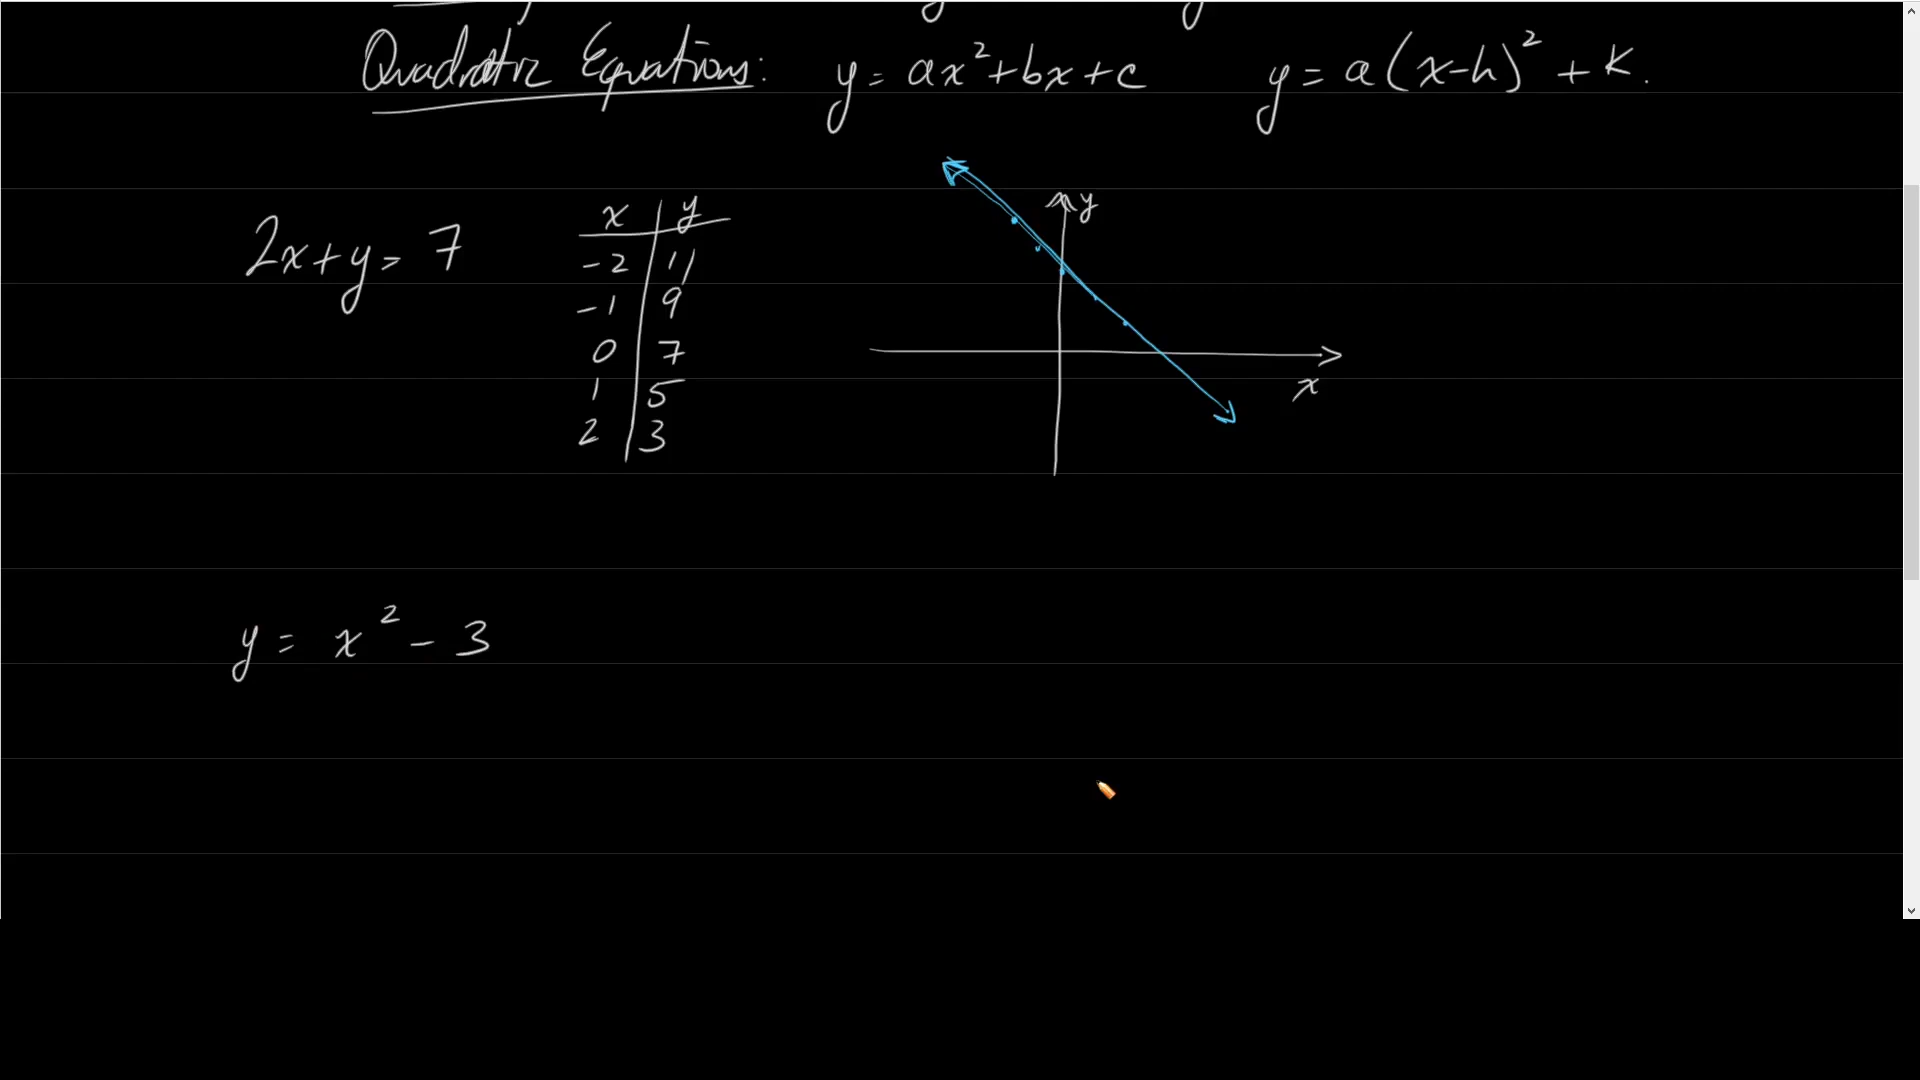 Quadratic Equations: y = ax² + bx + c y = a(x-h)² + k.
2x + y = 7
x | y
-2 | 11
-1 | 9
0 | 7
1 | 5
2 | 3
y
x
y = x² - 3